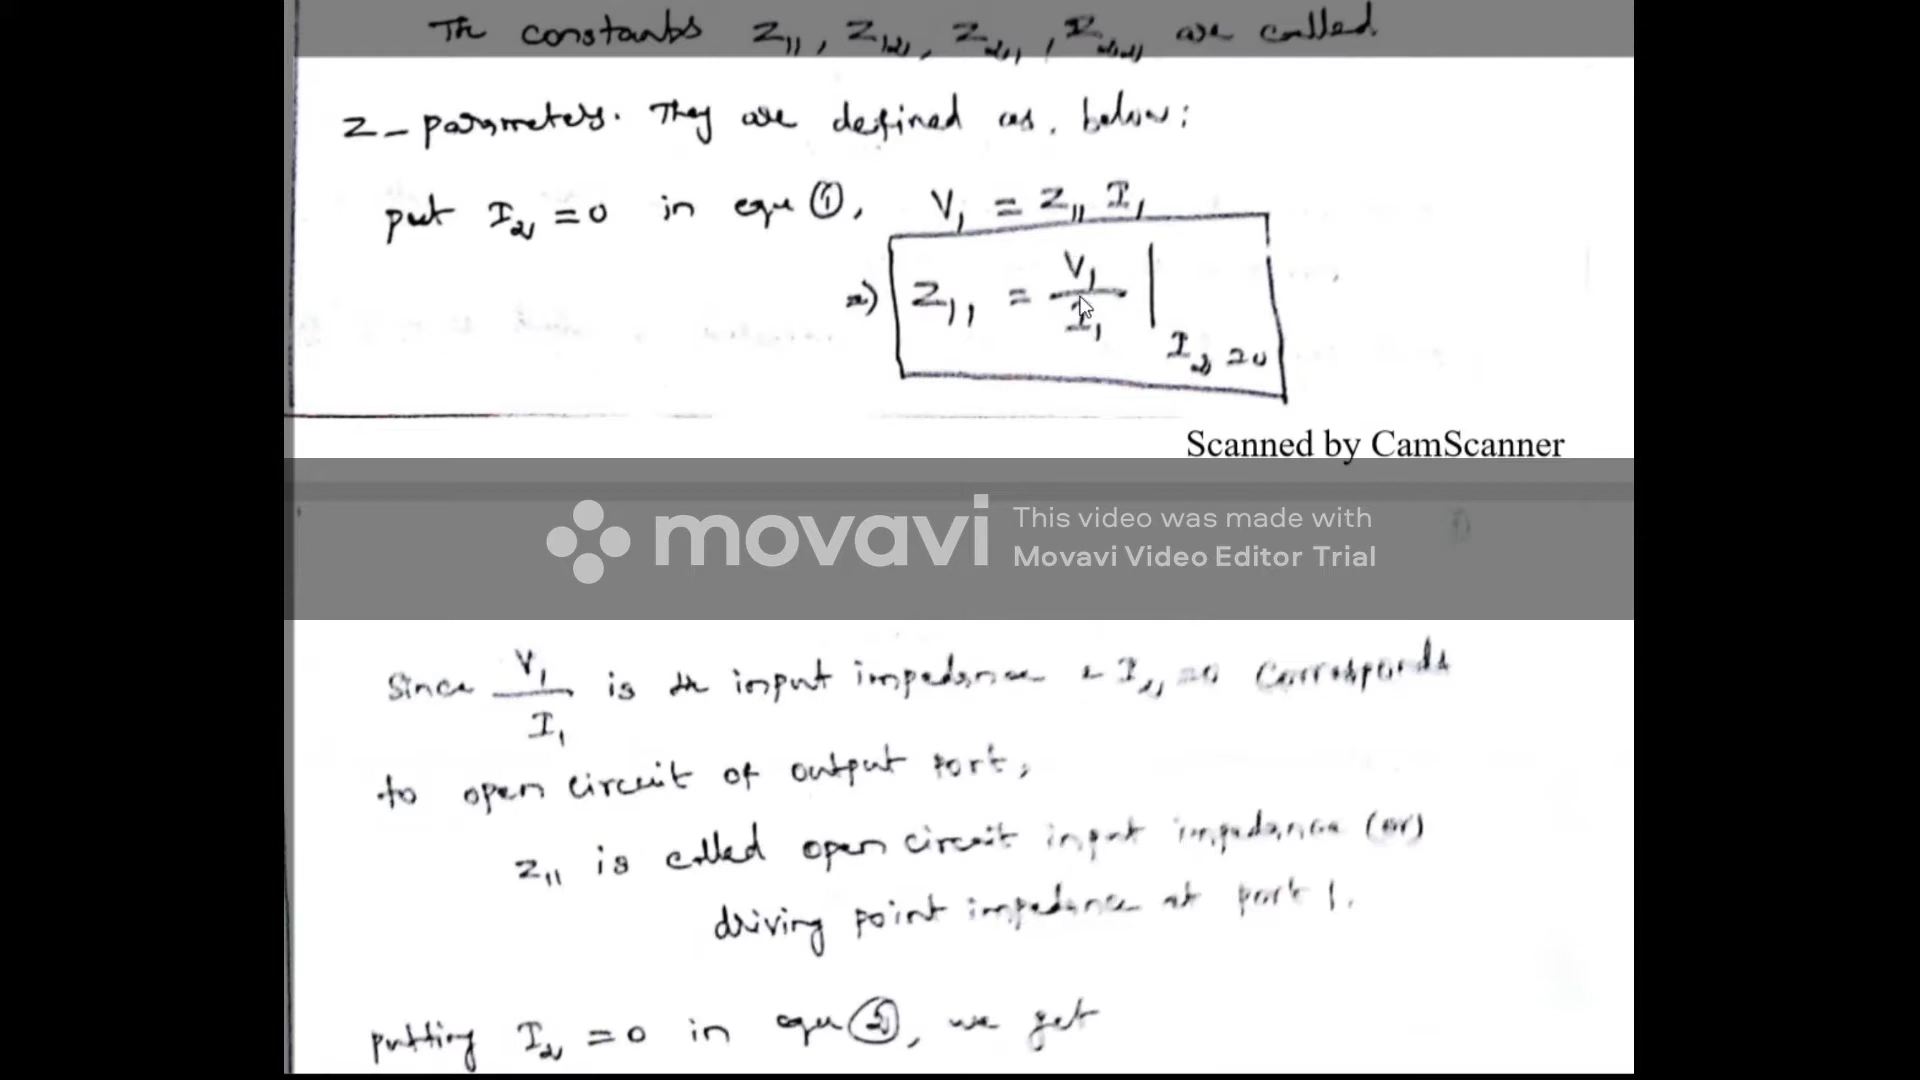 The constants Z11, Z12, Z21, Z22 are called
Z-parameters. They are defined as below:
put I2 = 0 in equ ①, V1 = Z11 I1
⇒ Z11 = V1/I1 | I2=0
Scanned by CamScanner
movavi This video was made with
Movavi Video Editor Trial
Since V1/I1 is the input impedance & I2=0 corresponds
to open circuit of output port,
Z11 is called open circuit input impedance (or)
driving point impedance at port 1.
putting I2 = 0 in equ ②, we get